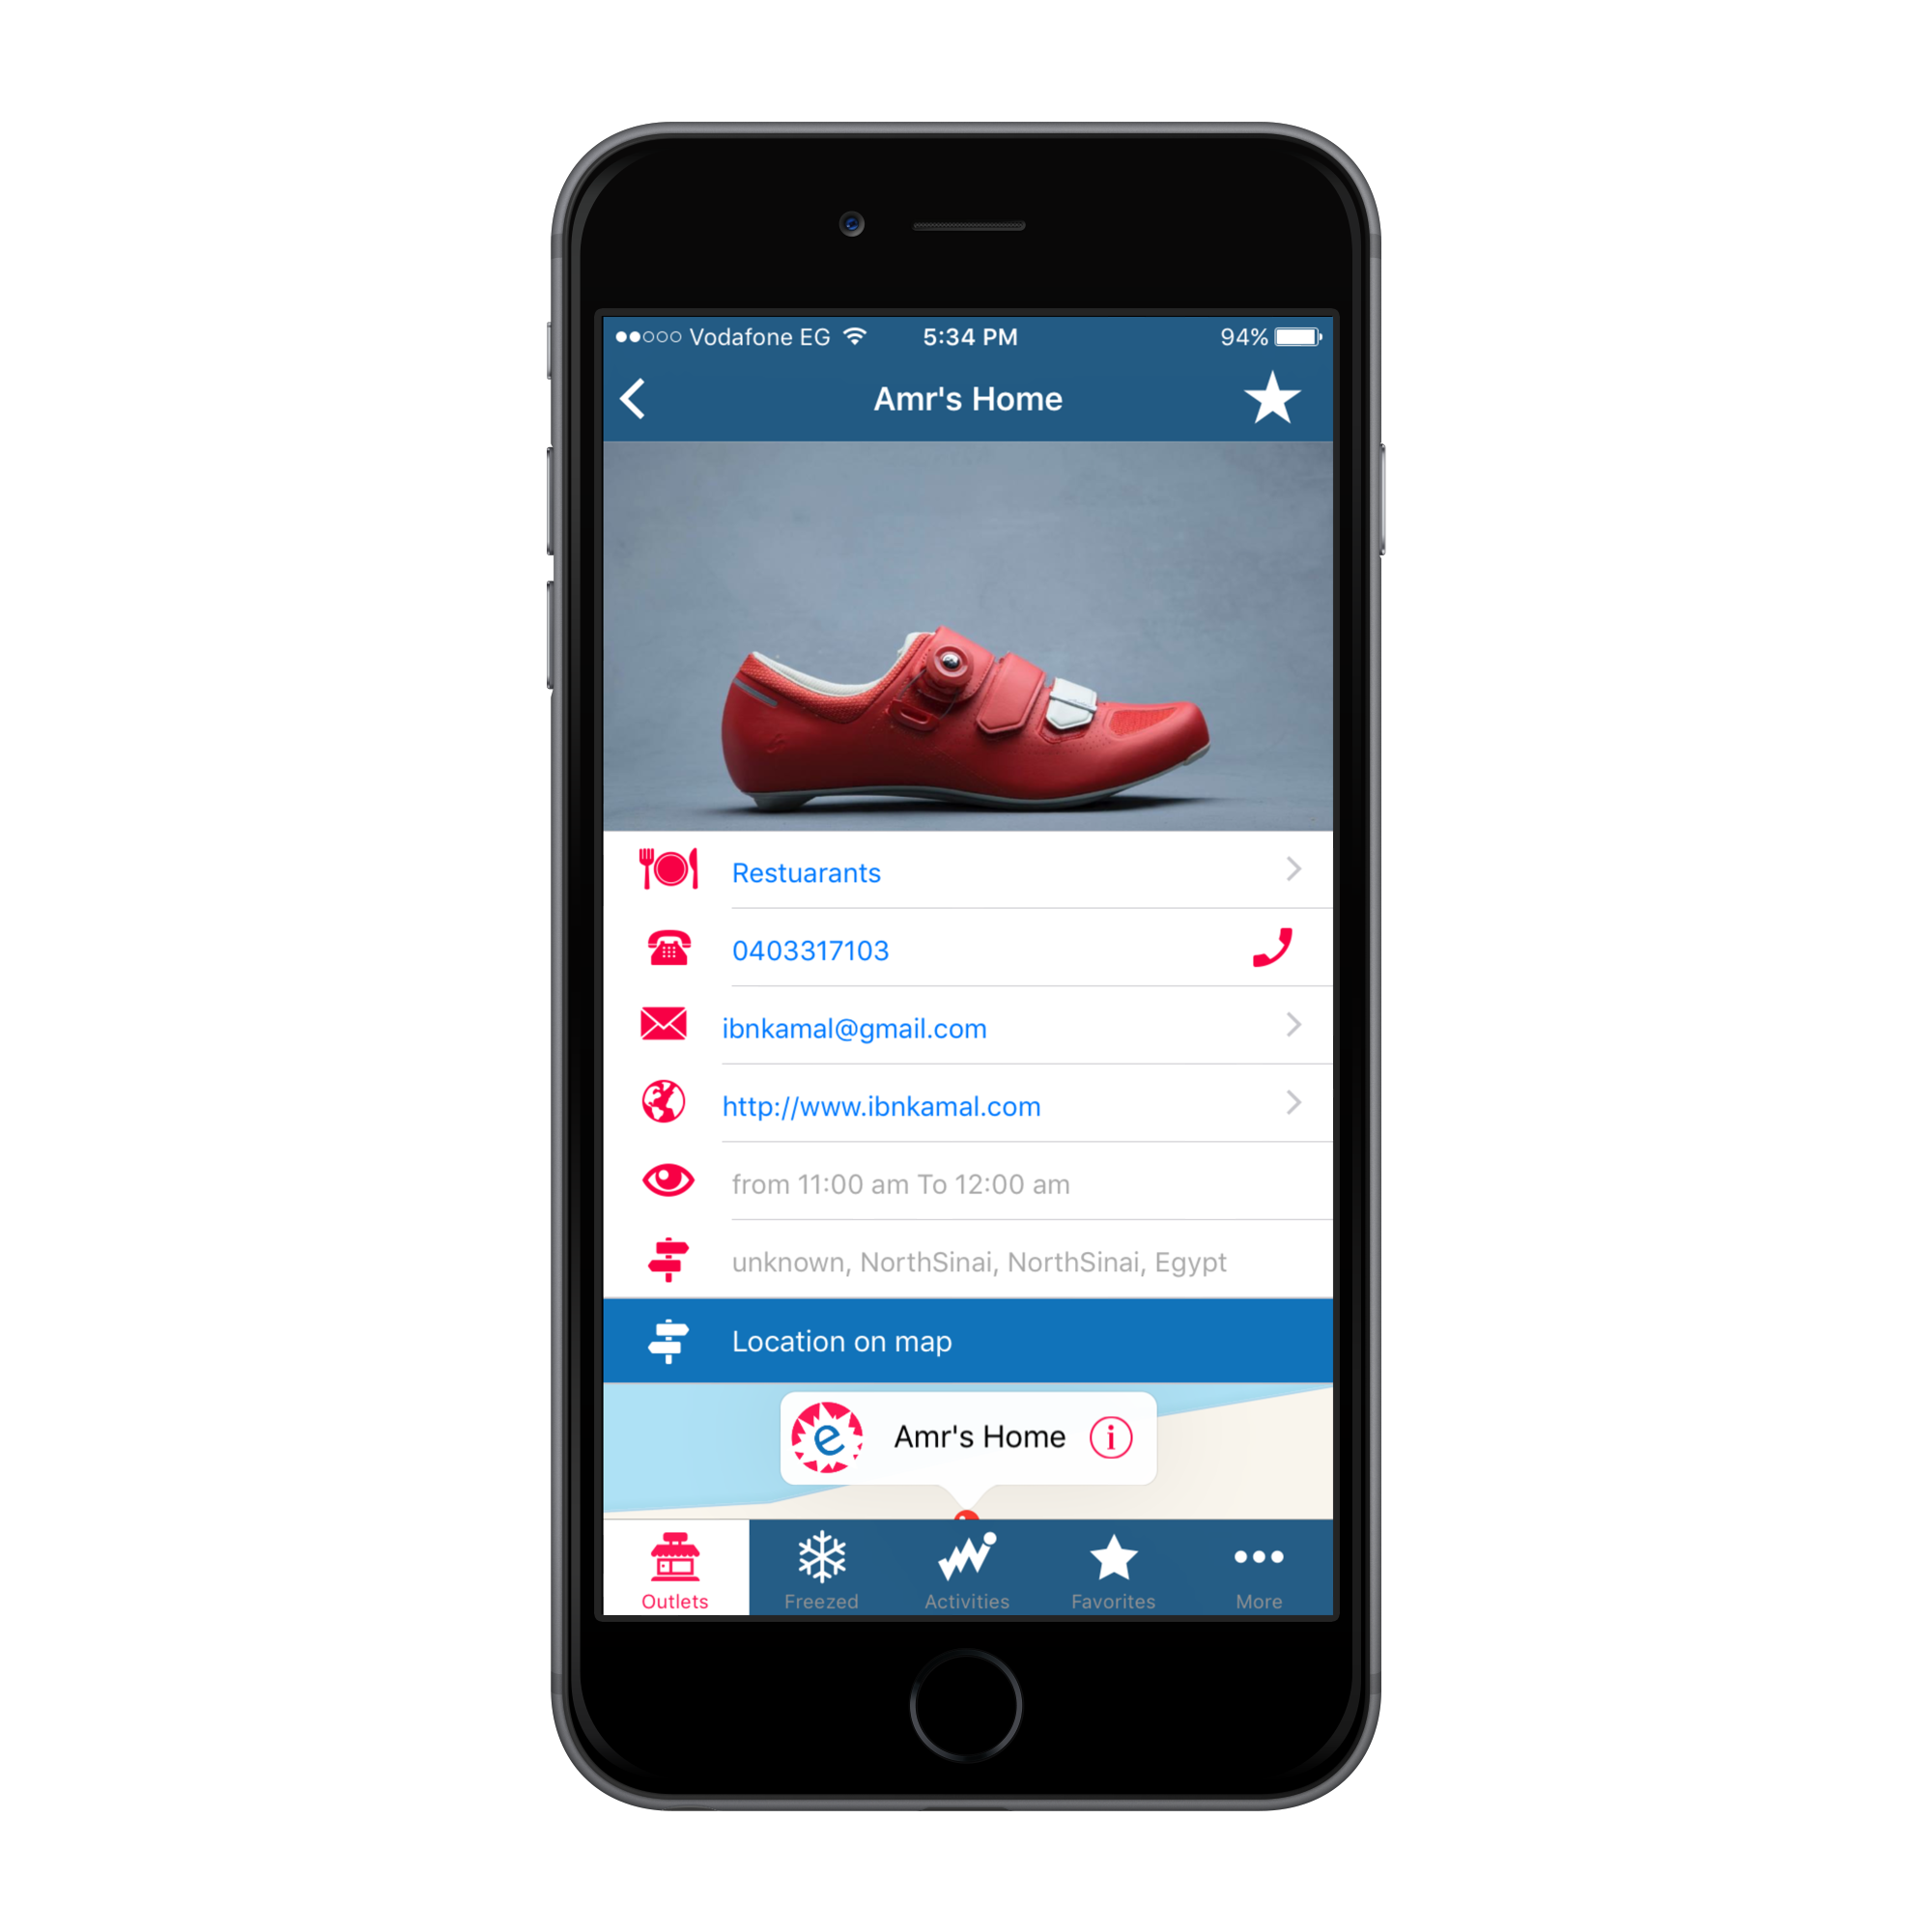 Vodafone EG 5:34 PM 94%
Amr's Home
Restuarants
0403317103
ibnkamal@gmail.com
http://www.ibnkamal.com
from 11:00 am To 12:00 am
unknown, NorthSinai, NorthSinai, Egypt
Location on map
e Amr's Home i
Outlets Freezed Activities Favorites More